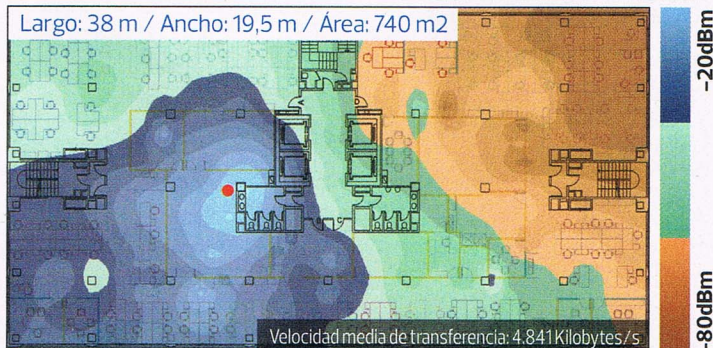 Largo: 38 m / Ancho: 19,5 m / Área: 740 m2
-20dBm
-80dBm
Velocidad media de transferencia: 4.841 Kilobytes/s